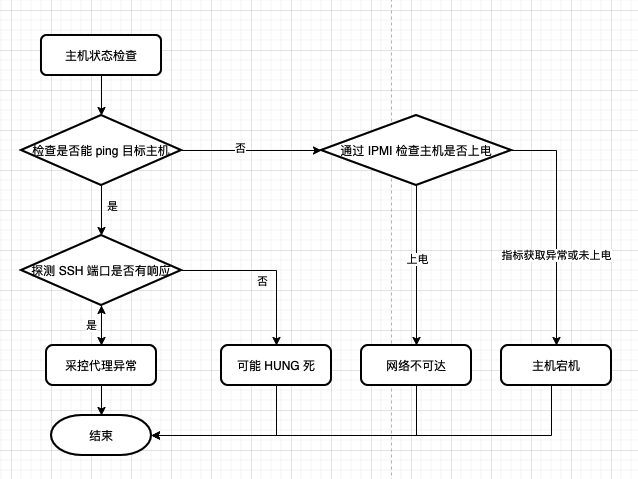 主机状态检查
检查是否能 ping 目标主机
否
通过 IPMI 检查主机是否上电
是
探测 SSH 端口是否有响应
否
上电
指标获取异常或未上电
是
采控代理异常
可能 HUNG 死
网络不可达
主机宕机
结束